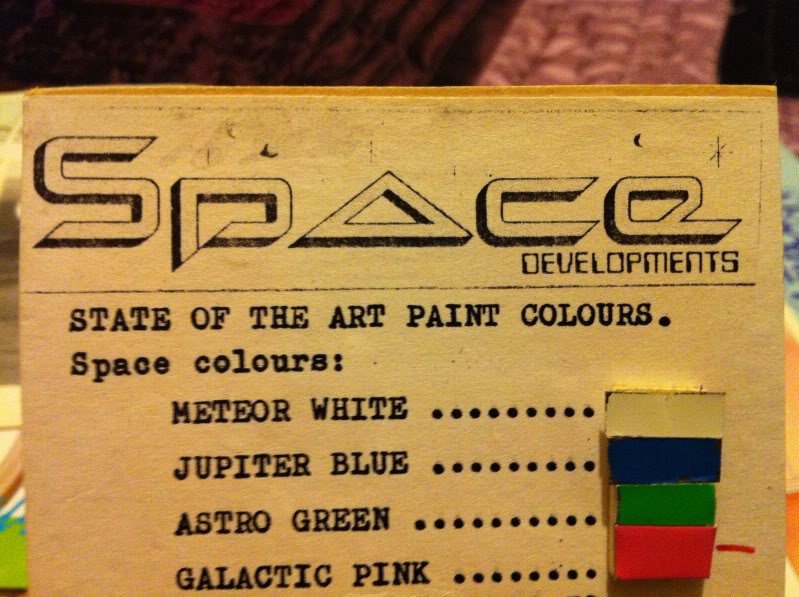 Space
DEVELOPMENTS
STATE OF THE ART PAINT COLOURS.
Space colours:
METEOR WHITE .........
JUPITER BLUE .........
ASTRO GREEN ..........
GALACTIC PINK ........